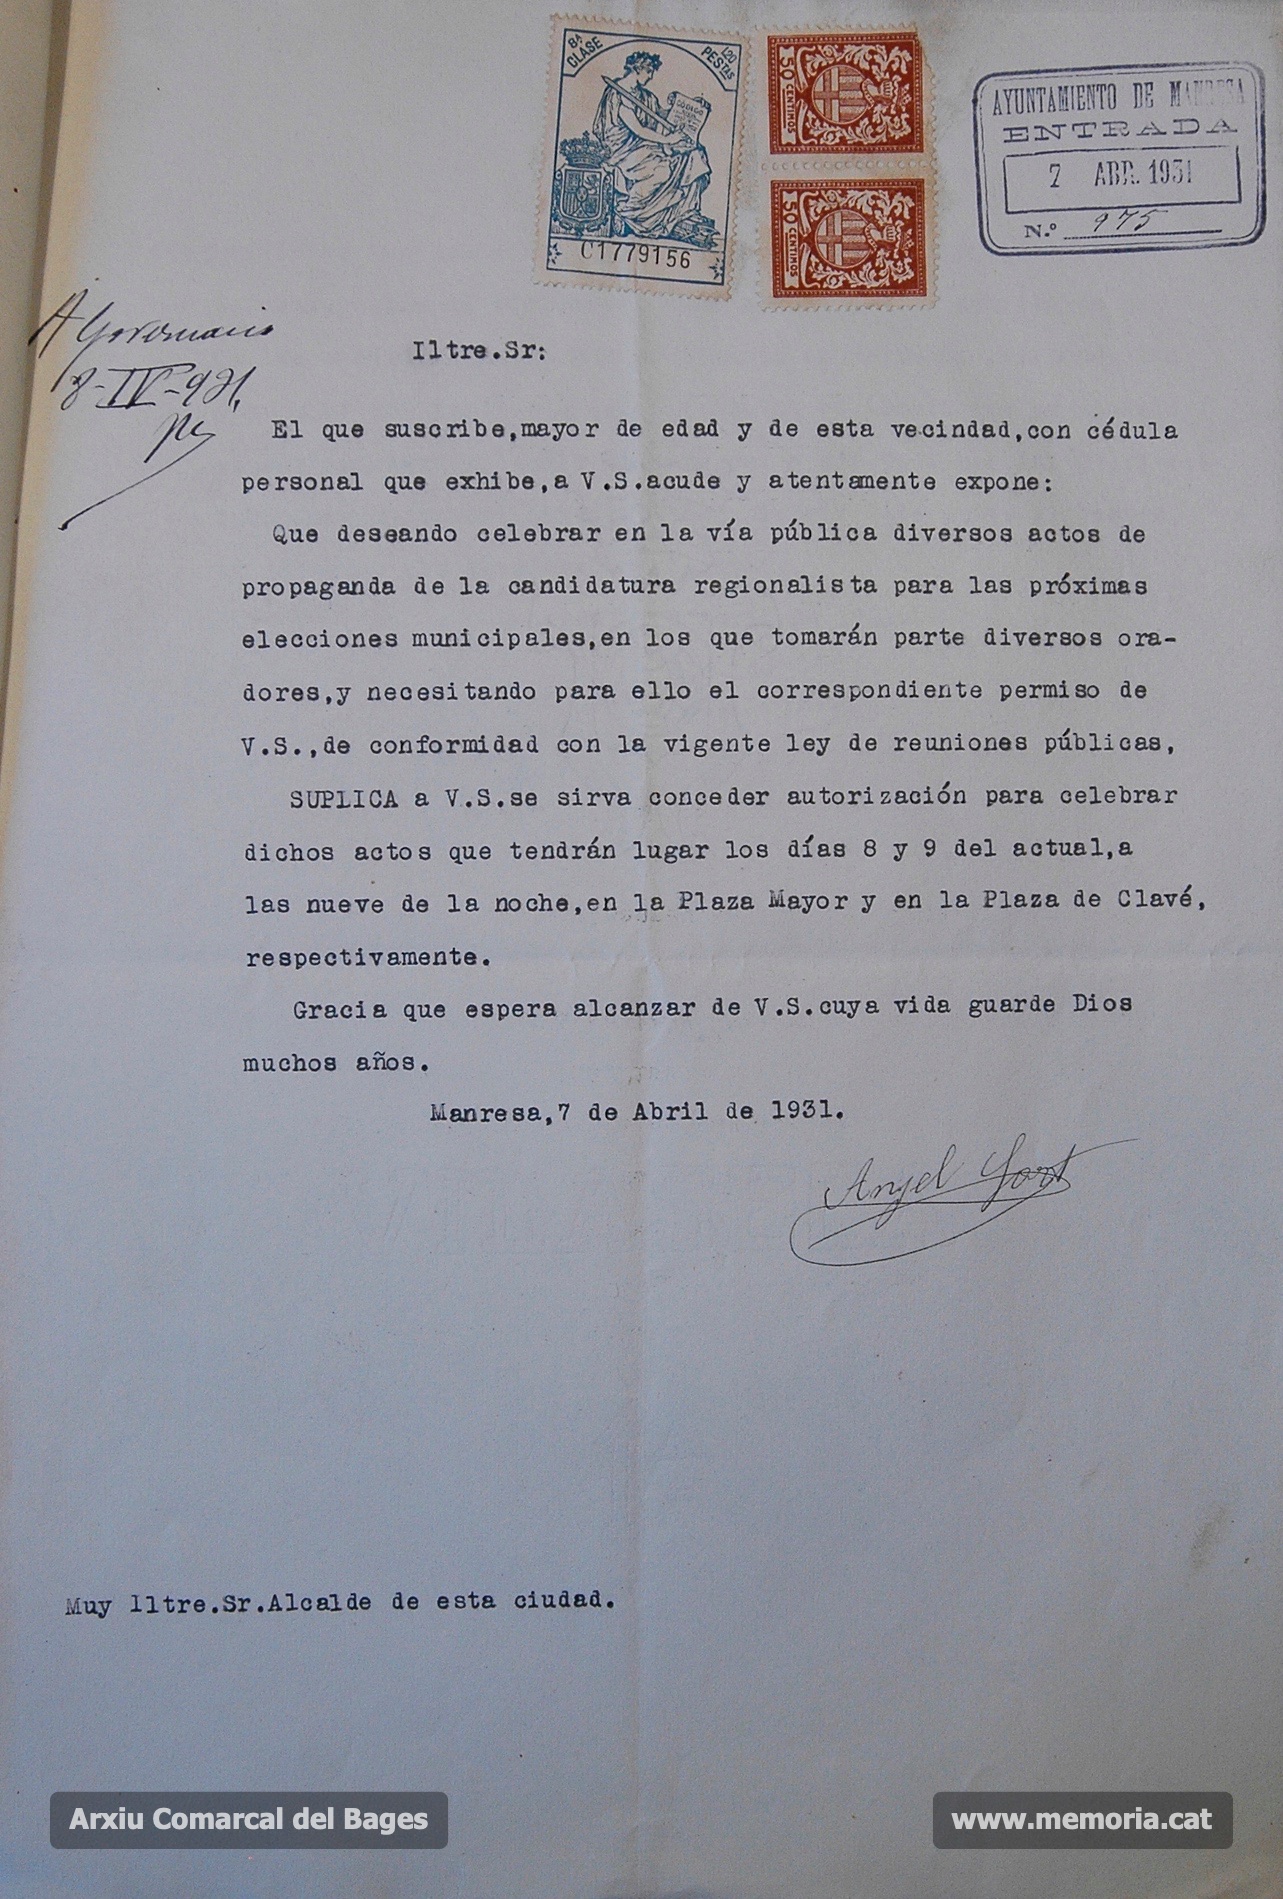 8ª CLASE
1,20 PESTAS
CÓDIGO
C1779156
50 CENTIMOS
50 CENTIMOS
AYUNTAMIENTO DE MANRESA
ENTRADA
7 ABR. 1931
N.º 975
A Governació
8-IV-931.
Iltre.Sr:
El que suscribe,mayor de edad y de esta vecindad,con cédula
personal que exhibe,a V.S.acude y atentamente expone:
Que deseando celebrar en la vía pública diversos actos de
propaganda de la candidatura regionalista para las próximas
elecciones municipales,en los que tomarán parte diversos ora-
dores,y necesitando para ello el correspondiente permiso de
V.S.,de conformidad con la vigente ley de reuniones públicas,
SUPLICA a V.S.se sirva conceder autorización para celebrar
dichos actos que tendrán lugar los días 8 y 9 del actual,a
las nueve de la noche,en la Plaza Mayor y en la Plaza de Clavé,
respectivamente.
Gracia que espera alcanzar de V.S.cuya vida guarde Dios
muchos años.
Manresa,7 de Abril de 1931.
Angel Gort
Muy Iltre.Sr.Alcalde de esta ciudad.
Arxiu Comarcal del Bages
www.memoria.cat